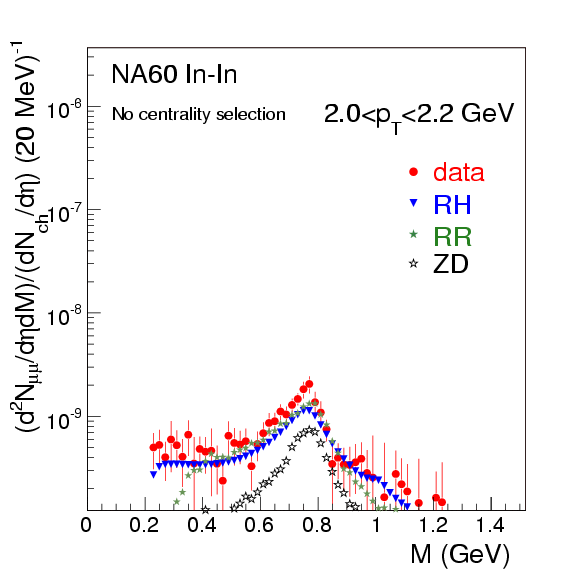 NA60 In-In
No centrality selection
2.0<p_T<2.2 GeV
data
RH
RR
ZD
(d²N_μμ/dηdM)/(dN_ch/dη) (20 MeV)⁻¹
10⁻⁶
10⁻⁷
10⁻⁸
10⁻⁹
0 0.2 0.4 0.6 0.8 1 1.2 1.4
M (GeV)